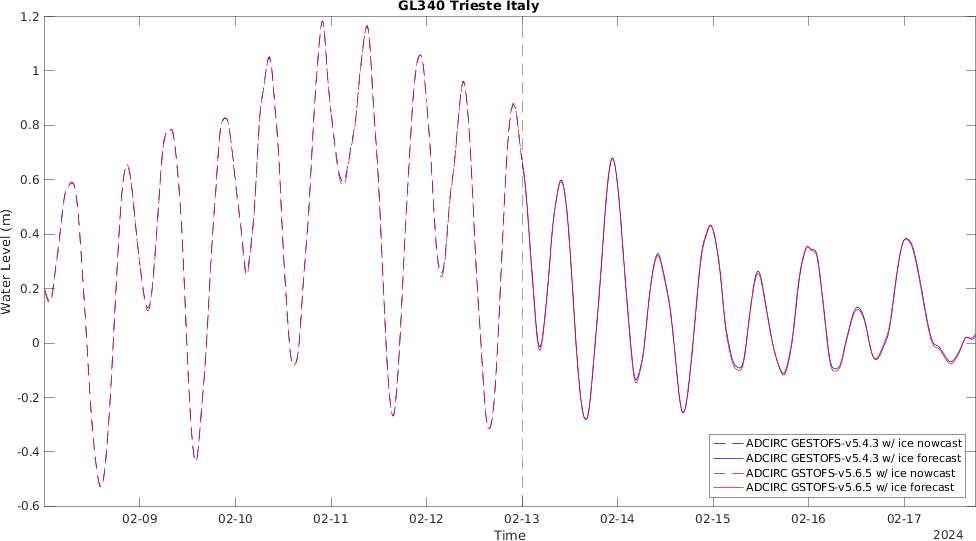 GL340 Trieste Italy
Water Level (m)
1.2
1
0.8
0.6
0.4
0.2
0
-0.2
-0.4
-0.6
ADCIRC GESTOFS-v5.4.3 w/ ice nowcast
ADCIRC GESTOFS-v5.4.3 w/ ice forecast
ADCIRC GSTOFS-v5.6.5 w/ ice nowcast
ADCIRC GSTOFS-v5.6.5 w/ ice forecast
02-09 02-10 02-11 02-12 02-13 02-14 02-15 02-16 02-17
Time
2024